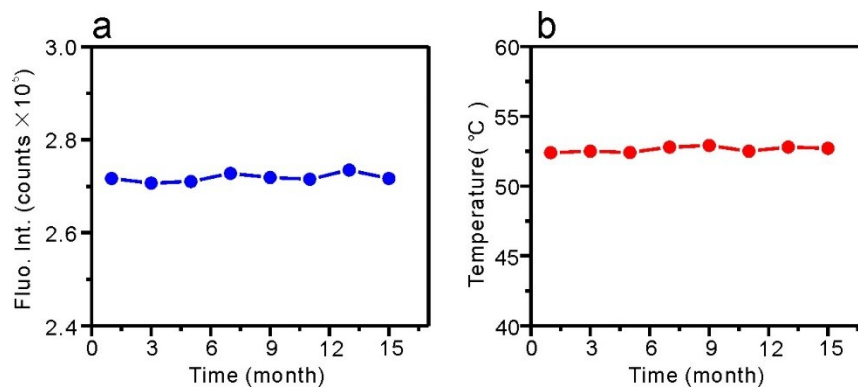 a
3.0
2.8
2.6
2.4
Fluo. Int. (counts ×10⁵)
0 3 6 9 12 15
Time (month)
b
60
55
50
45
40
Temperature( °C)
0 3 6 9 12 15
Time (month)